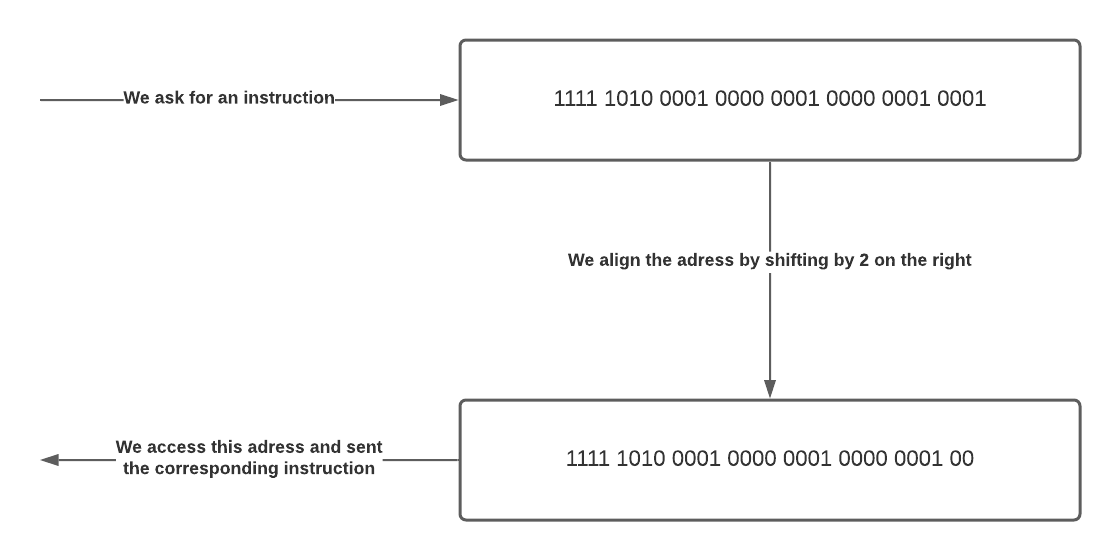 We ask for an instruction
1111 1010 0001 0000 0001 0000 0001 0001
We align the adress by shifting by 2 on the right
We access this adress and sent
the corresponding instruction
1111 1010 0001 0000 0001 0000 0001 00